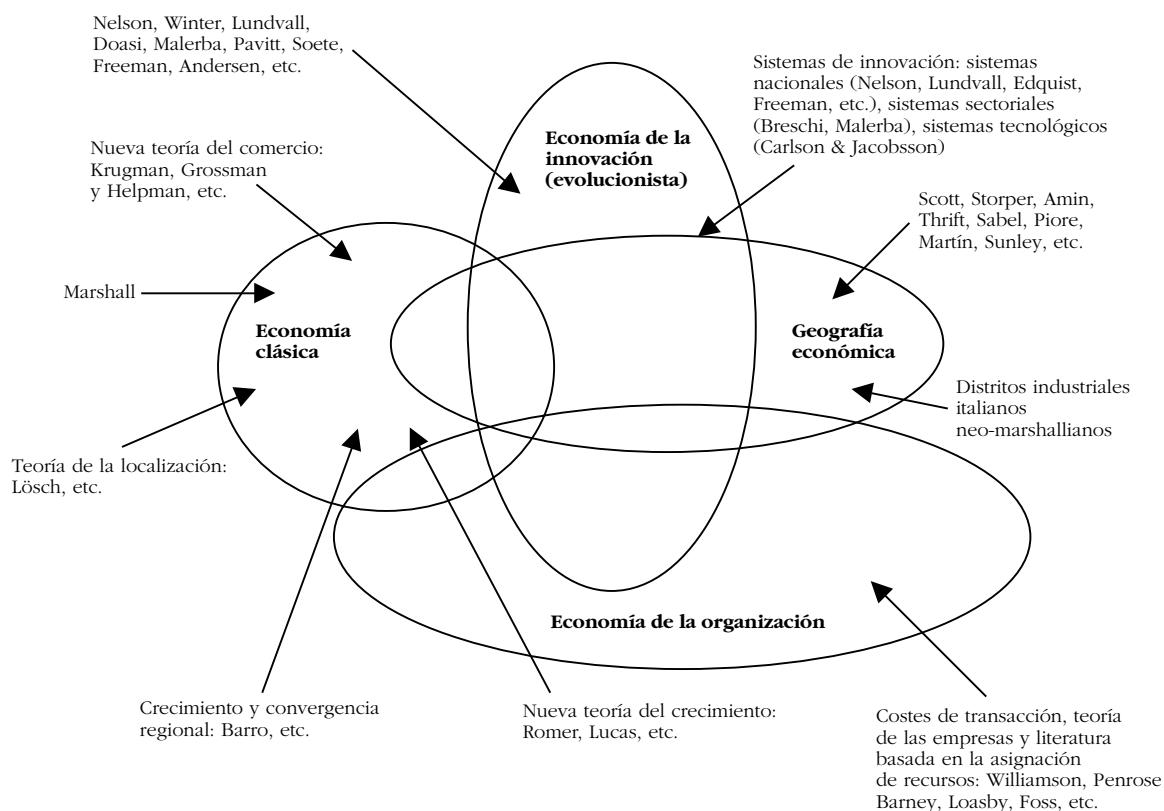 Nelson, Winter, Lundvall,
Doasi, Malerba, Pavitt, Soete,
Freeman, Andersen, etc.
Sistemas de innovación: sistemas
nacionales (Nelson, Lundvall, Edquist,
Freeman, etc.), sistemas sectoriales
(Breschi, Malerba), sistemas tecnológicos
(Carlson & Jacobsson)
Economía de la
innovación
(evolucionista)
Nueva teoría del comercio:
Krugman, Grossman
y Helpman, etc.
Scott, Storper, Amin,
Thrift, Sabel, Piore,
Martín, Sunley, etc.
Marshall
Economía
clásica
Geografía
económica
Distritos industriales
italianos
neo-marshallianos
Teoría de la localización:
Lösch, etc.
Economía de la organización
Crecimiento y convergencia
regional: Barro, etc.
Nueva teoría del crecimiento:
Romer, Lucas, etc.
Costes de transacción, teoría
de las empresas y literatura
basada en la asignación
de recursos: Williamson, Penrose
Barney, Loasby, Foss, etc.